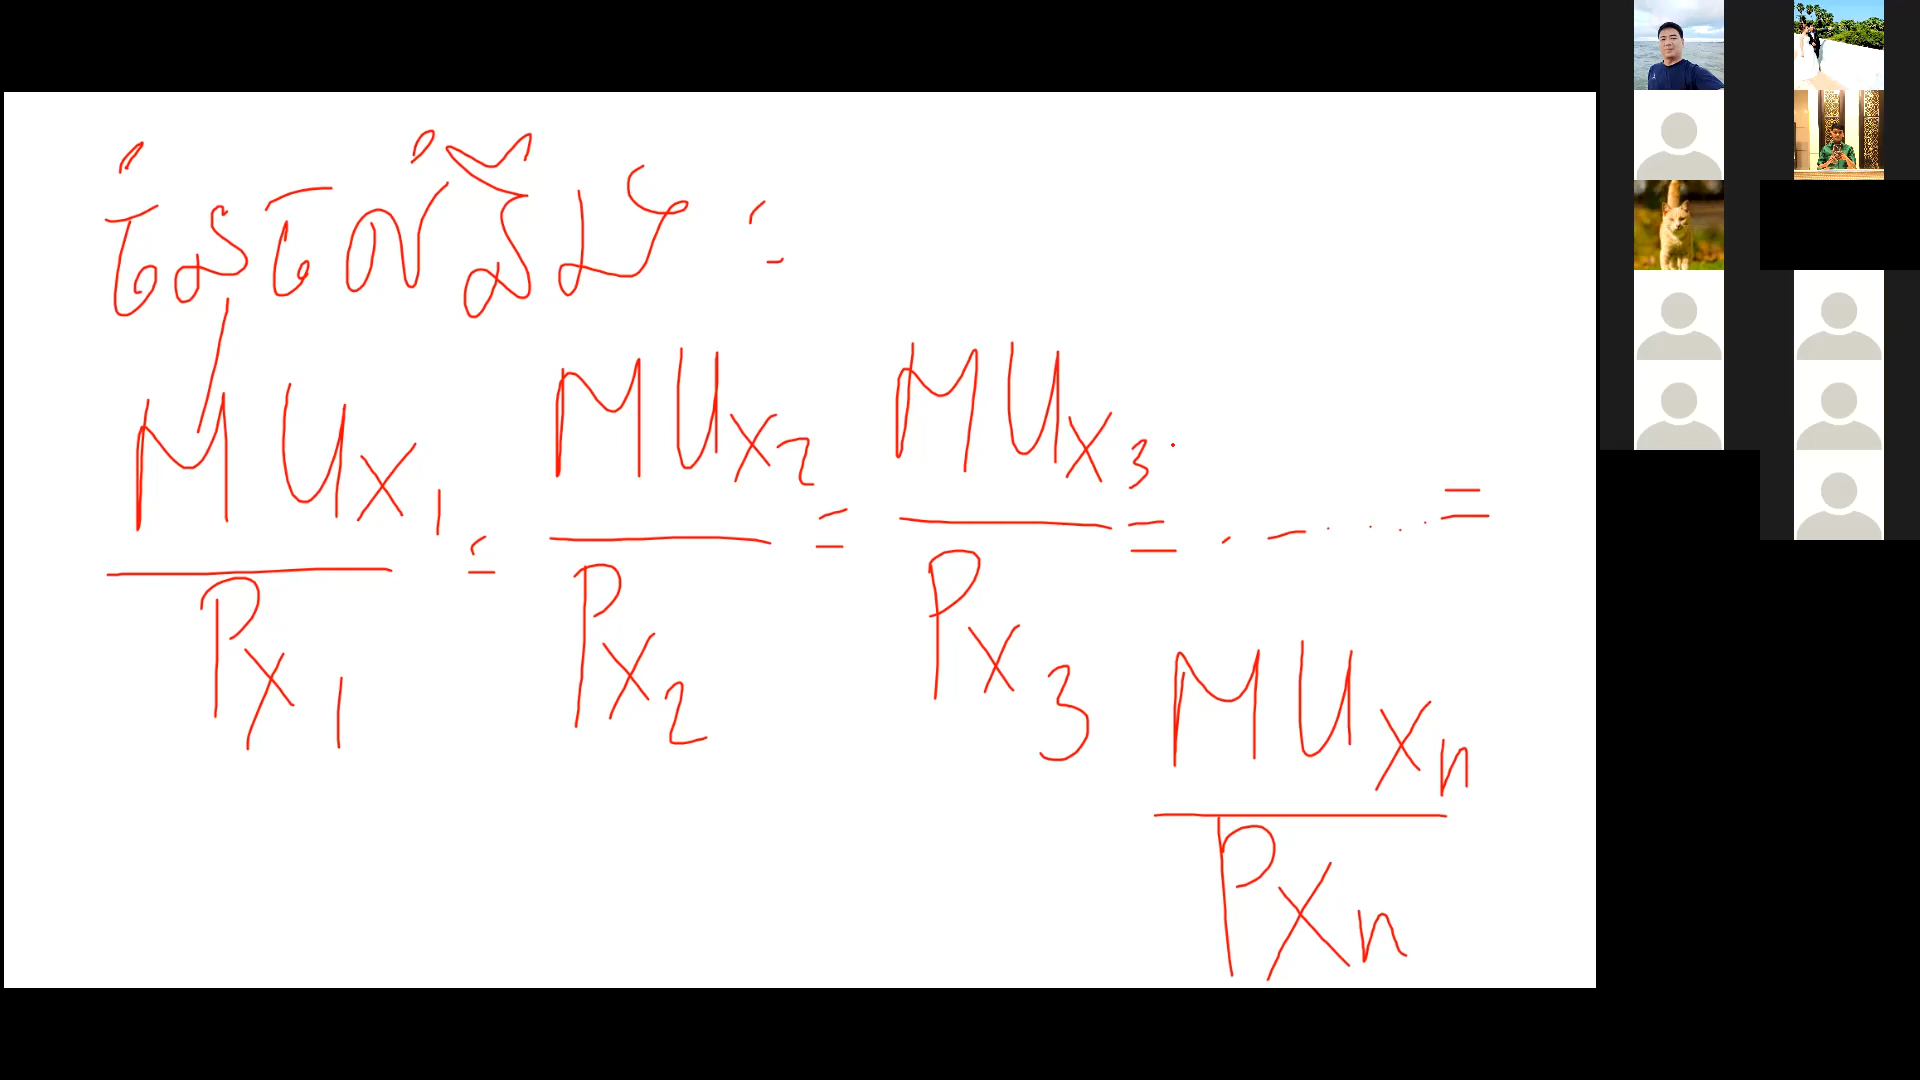 MUx1 / Px1 = MUx2 / Px2 = MUx3 / Px3 = ...... =
MUxn / Pxn